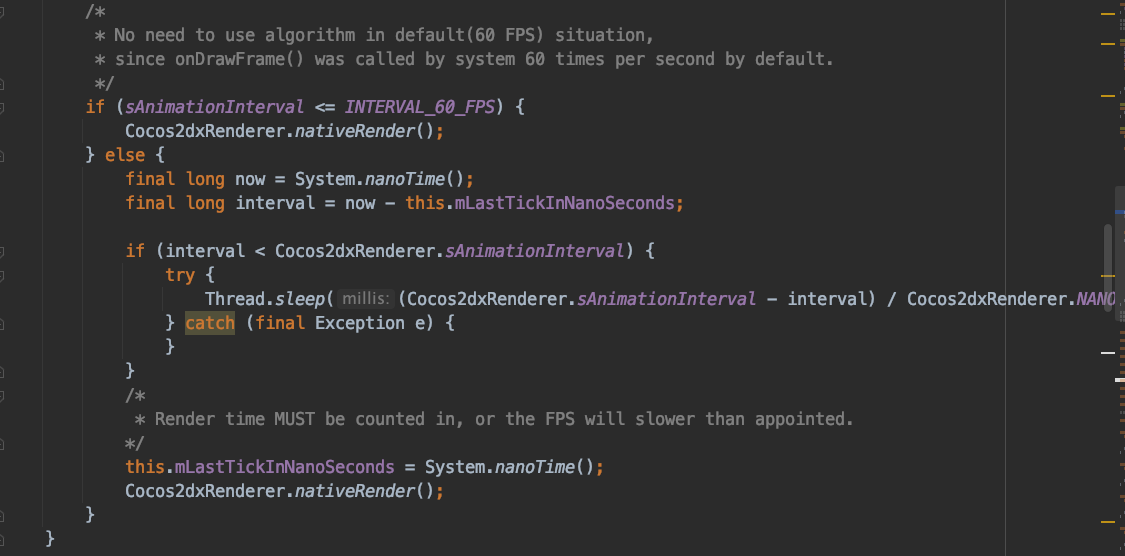 /*
* No need to use algorithm in default(60 FPS) situation,
* since onDrawFrame() was called by system 60 times per second by default.
*/
if (sAnimationInterval <= INTERVAL_60_FPS) {
Cocos2dxRenderer.nativeRender();
} else {
final long now = System.nanoTime();
final long interval = now - this.mLastTickInNanoSeconds;
if (interval < Cocos2dxRenderer.sAnimationInterval) {
try {
Thread.sleep( millis: (Cocos2dxRenderer.sAnimationInterval - interval) / Cocos2dxRenderer.NANO
} catch (final Exception e) {
}
}
/*
* Render time MUST be counted in, or the FPS will slower than appointed.
*/
this.mLastTickInNanoSeconds = System.nanoTime();
Cocos2dxRenderer.nativeRender();
}
}